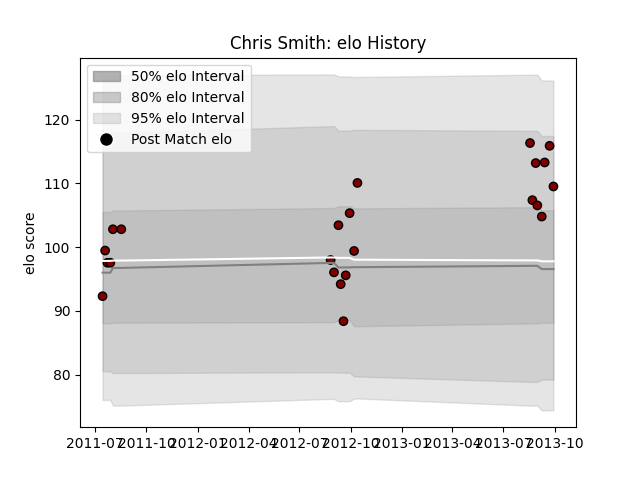 Chris Smith: elo History
50% elo Interval
80% elo Interval
95% elo Interval
Post Match elo
elo score
120
110
100
90
80
2011-07 2011-10 2012-01 2012-04 2012-07 2012-10 2013-01 2013-04 2013-07 2013-10